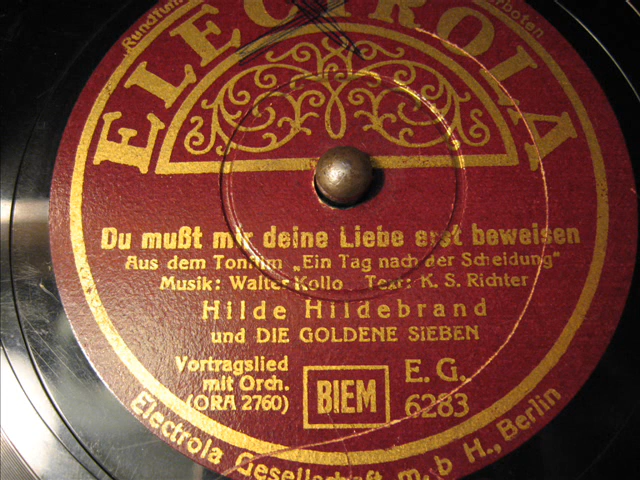 Rundfunk
verboten
ELECTROLA
Du mußt mir deine Liebe erst beweisen
Aus dem Tonfilm „Ein Tag nach der Scheidung"
Musik: Walter Kollo Text: K. S. Richter
Hilde Hildebrand
und DIE GOLDENE SIEBEN
Vortragslied
mit Orch.
(ORA 2760)
BIEM
E. G.
6283
Electrola Gesellschaft m. b H., Berlin